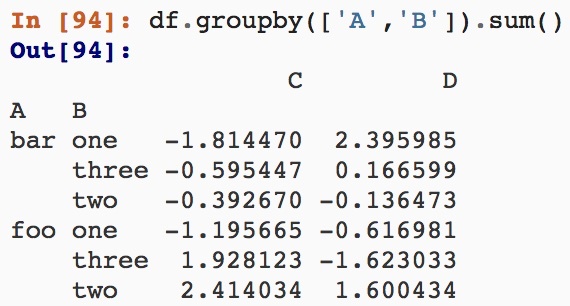 In [94]: df.groupby(['A','B']).sum()
Out[94]:
C D
A B
bar one -1.814470 2.395985
three -0.595447 0.166599
two -0.392670 -0.136473
foo one -1.195665 -0.616981
three 1.928123 -1.623033
two 2.414034 1.600434